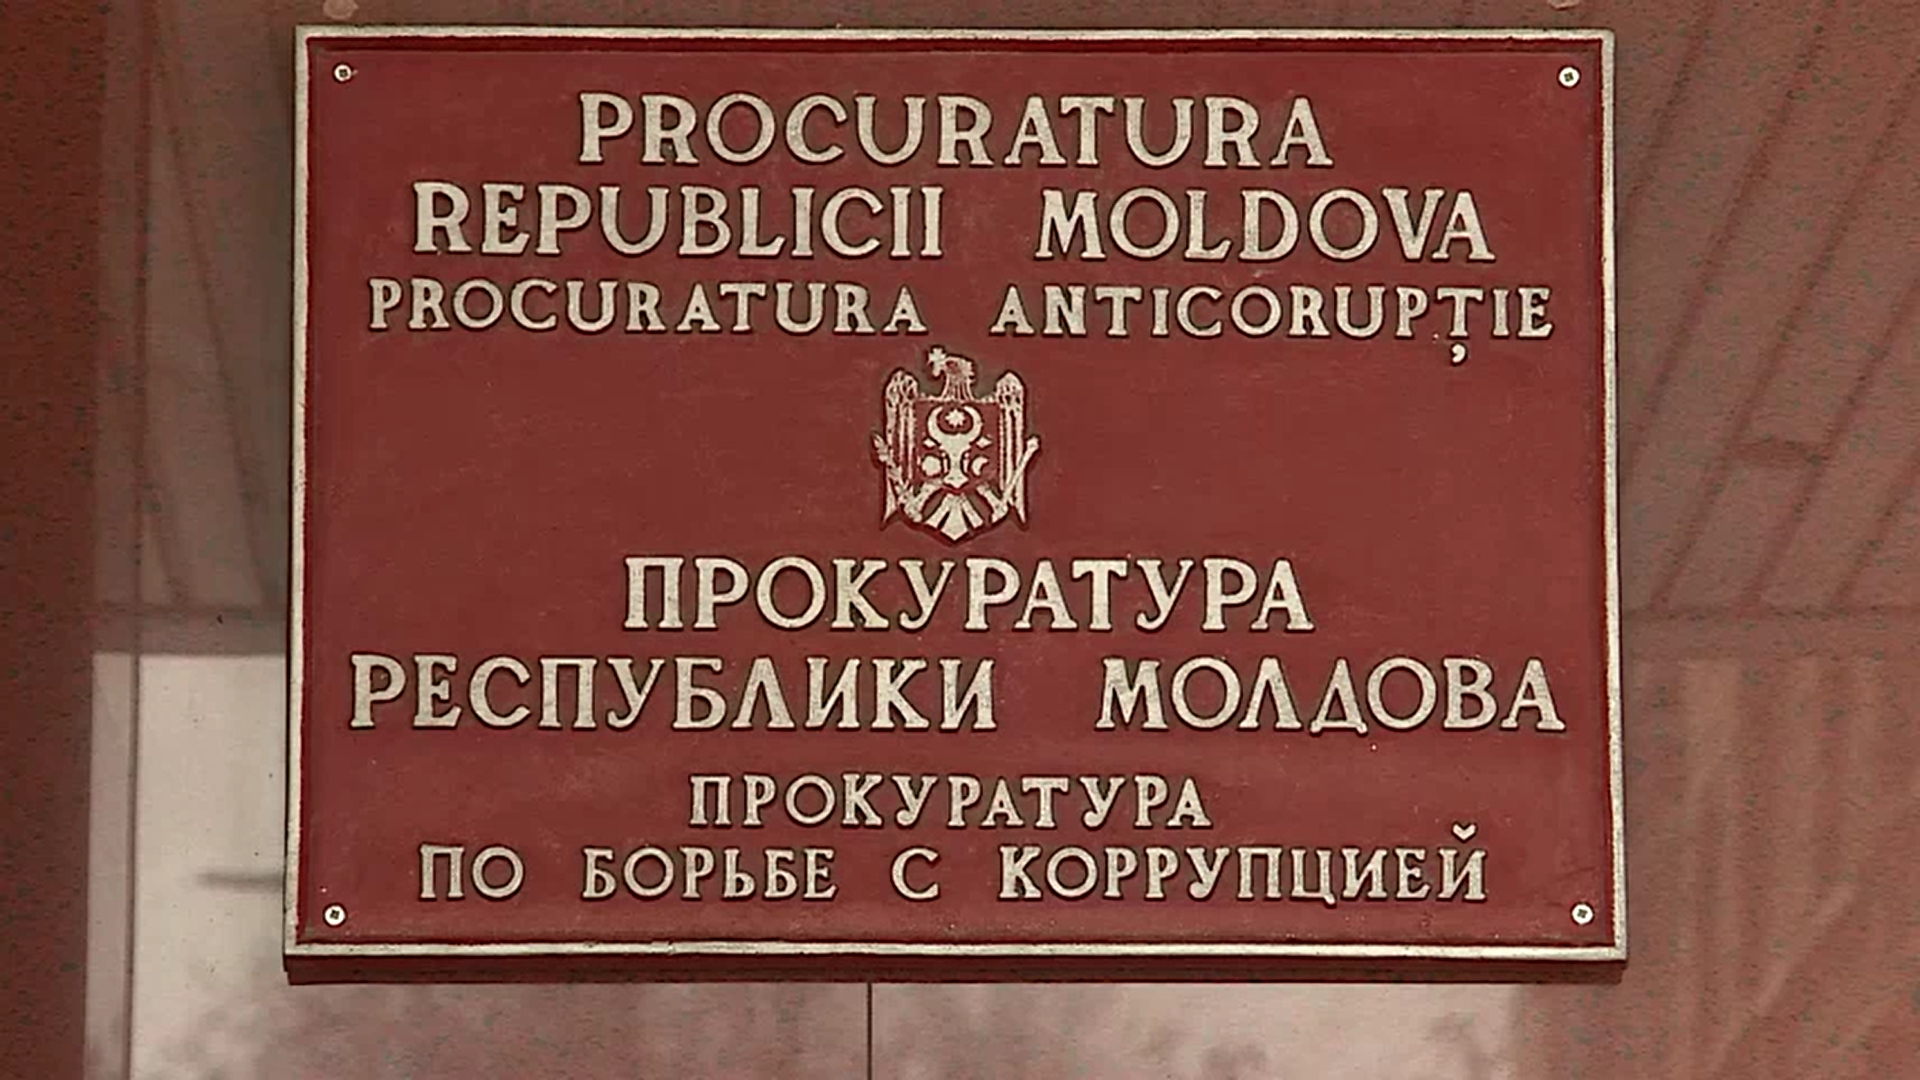 PROCURATURA
REPUBLICII MOLDOVA
PROCURATURA ANTICORUPȚIE
ПРОКУРАТУРА
РЕСПУБЛИКИ МОЛДОВА
ПРОКУРАТУРА
ПО БОРЬБЕ С КОРРУПЦИЕЙ